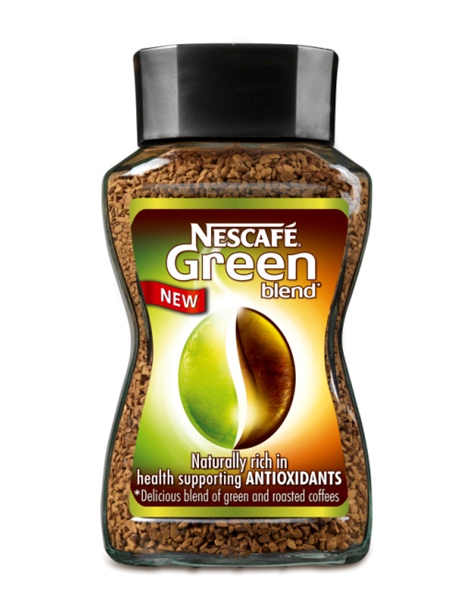 NESCAFÉ®
Green
blend*
NEW
Naturally rich in
health supporting ANTIOXIDANTS
*Delicious blend of green and roasted coffees